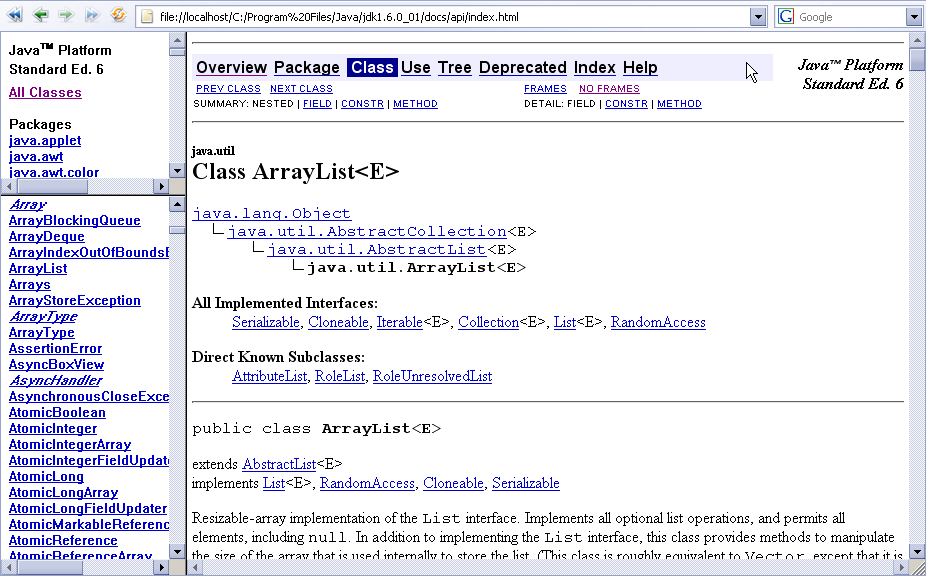 file://localhost/C:/Program%20Files/Java/jdk1.6.0_01/docs/api/index.html
Google
Java™ Platform
Standard Ed. 6
All Classes
Packages
java.applet
java.awt
java.awt.color
Array
ArrayBlockingQueue
ArrayDeque
ArrayIndexOutOfBoundsE
ArrayList
Arrays
ArrayStoreException
ArrayType
ArrayType
AssertionError
AsyncBoxView
AsyncHandler
AsynchronousCloseExce
AtomicBoolean
AtomicInteger
AtomicIntegerArray
AtomicIntegerFieldUpdat
AtomicLong
AtomicLongArray
AtomicLongFieldUpdater
AtomicMarkableReferenc
AtomicReference
AtomicReferenceArray
Overview Package Class Use Tree Deprecated Index Help
Java™ Platform
Standard Ed. 6
PREV CLASS NEXT CLASS
FRAMES NO FRAMES
SUMMARY: NESTED | FIELD | CONSTR | METHOD
DETAIL: FIELD | CONSTR | METHOD
java.util
Class ArrayList<E>
java.lang.Object
java.util.AbstractCollection<E>
java.util.AbstractList<E>
java.util.ArrayList<E>
All Implemented Interfaces:
Serializable, Cloneable, Iterable<E>, Collection<E>, List<E>, RandomAccess
Direct Known Subclasses:
AttributeList, RoleList, RoleUnresolvedList
public class ArrayList<E>
extends AbstractList<E>
implements List<E>, RandomAccess, Cloneable, Serializable
Resizable-array implementation of the List interface. Implements all optional list operations, and permits all
elements, including null. In addition to implementing the List interface, this class provides methods to manipulate
the size of the array that is used internally to store the list. (This class is roughly equivalent to Vector, except that it is